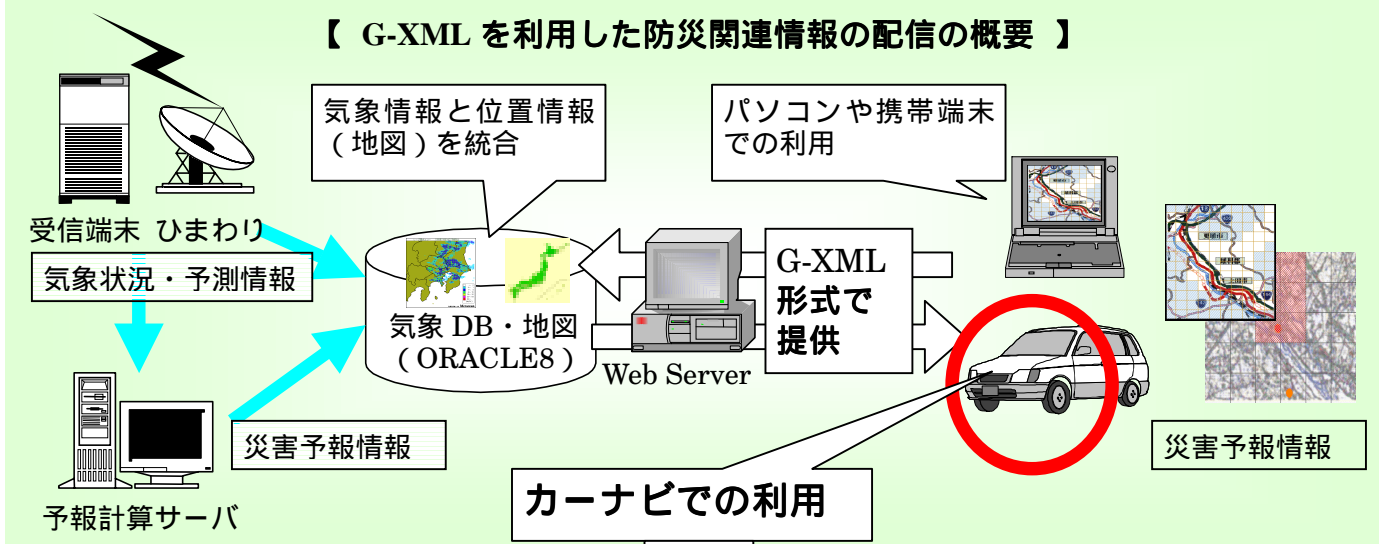 【 G-XML を利用した防災関連情報の配信の概要 】
気象情報と位置情報
(地図)を統合
パソコンや携帯端末
での利用
受信端末 ひまわり
気象状況・予測情報
気象 DB・地図
(ORACLE8)
Web Server
G-XML
形式で
提供
災害予報情報
災害予報情報
カーナビでの利用
予報計算サーバ